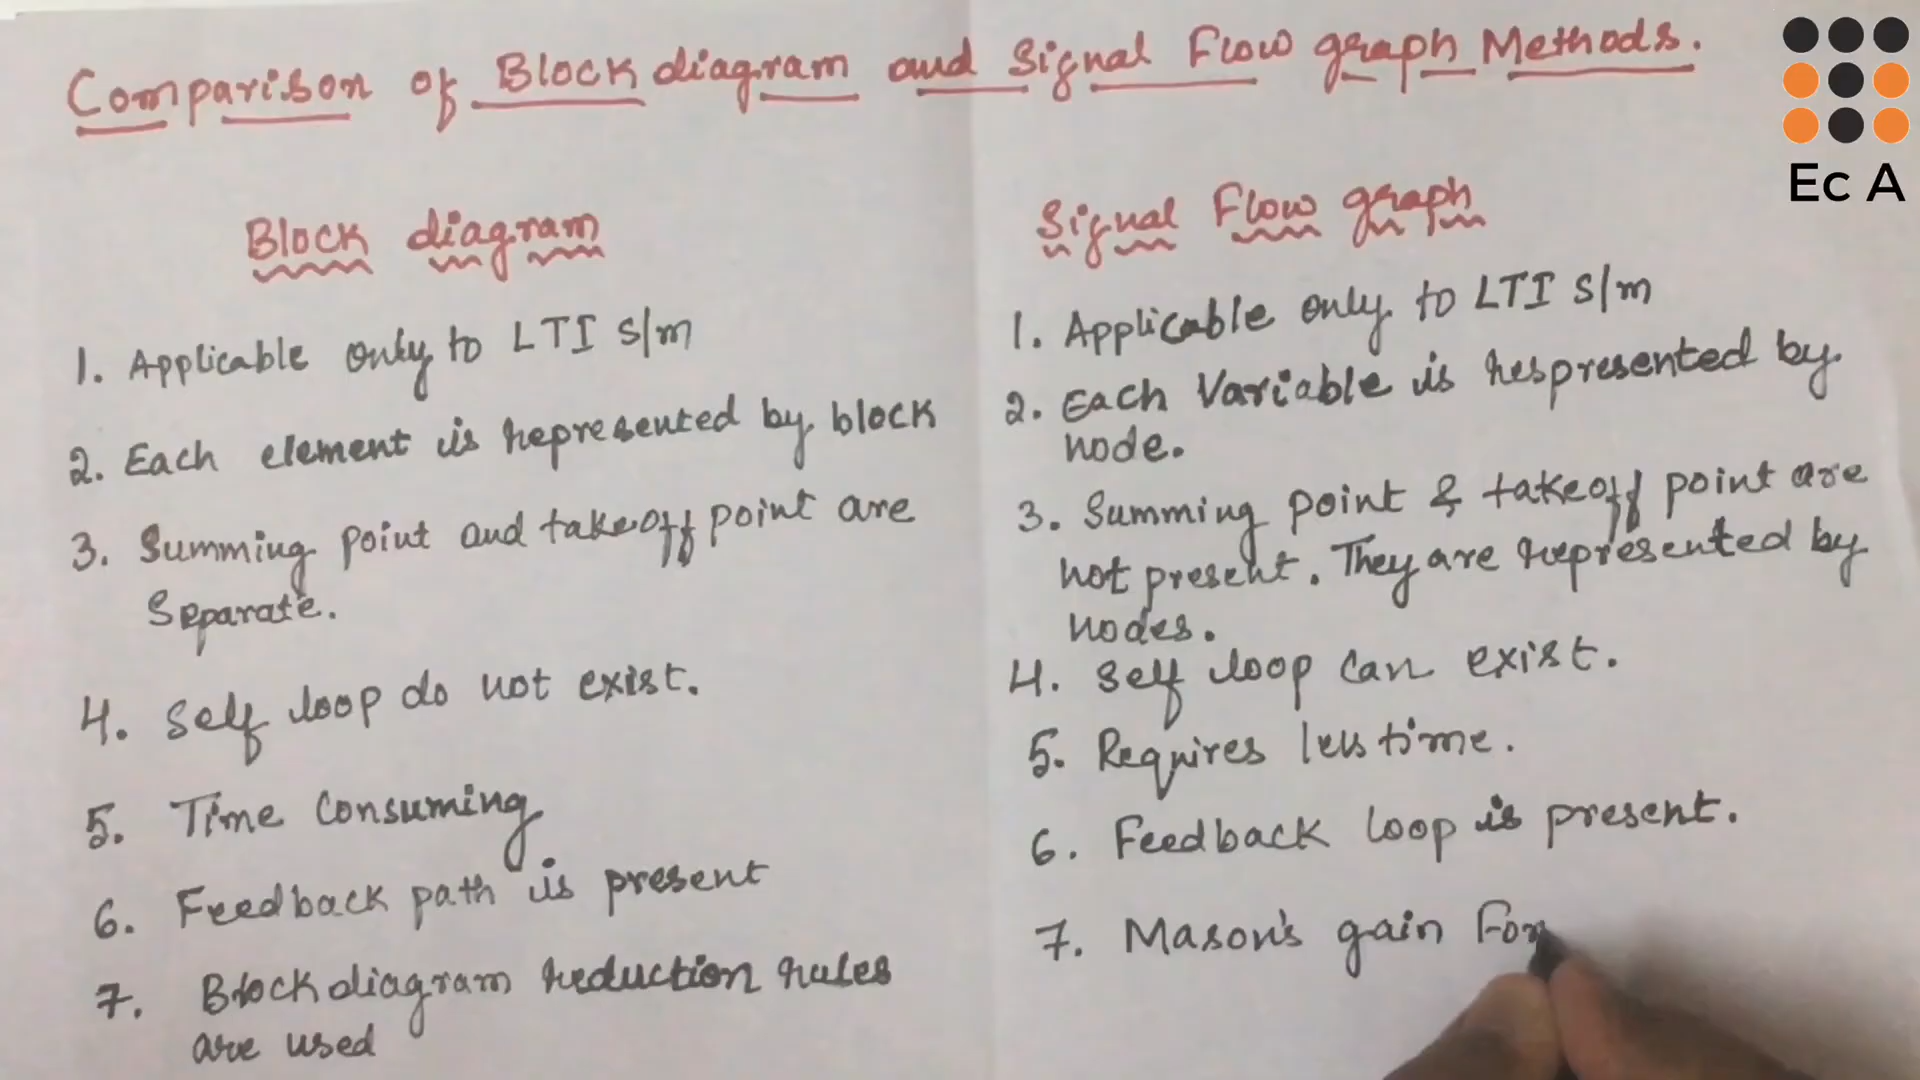 Comparison of Block diagram and Signal Flow graph Methods.
Ec A
Block diagram
1. Applicable only to LTI s/m
2. Each element is represented by block
3. Summing point and takeoff point are
Separate.
4. Self loop do not exist.
5. Time Consuming
6. Feedback path is present
7. Block diagram reduction rules
are used
Signal Flow graph
1. Applicable only to LTI s/m
2. Each Variable is respresented by
node.
3. Summing point & takeoff point are
not present. They are represented by
nodes.
4. Self loop can exist.
5. Requires less time.
6. Feedback loop is present.
7. Mason's gain For